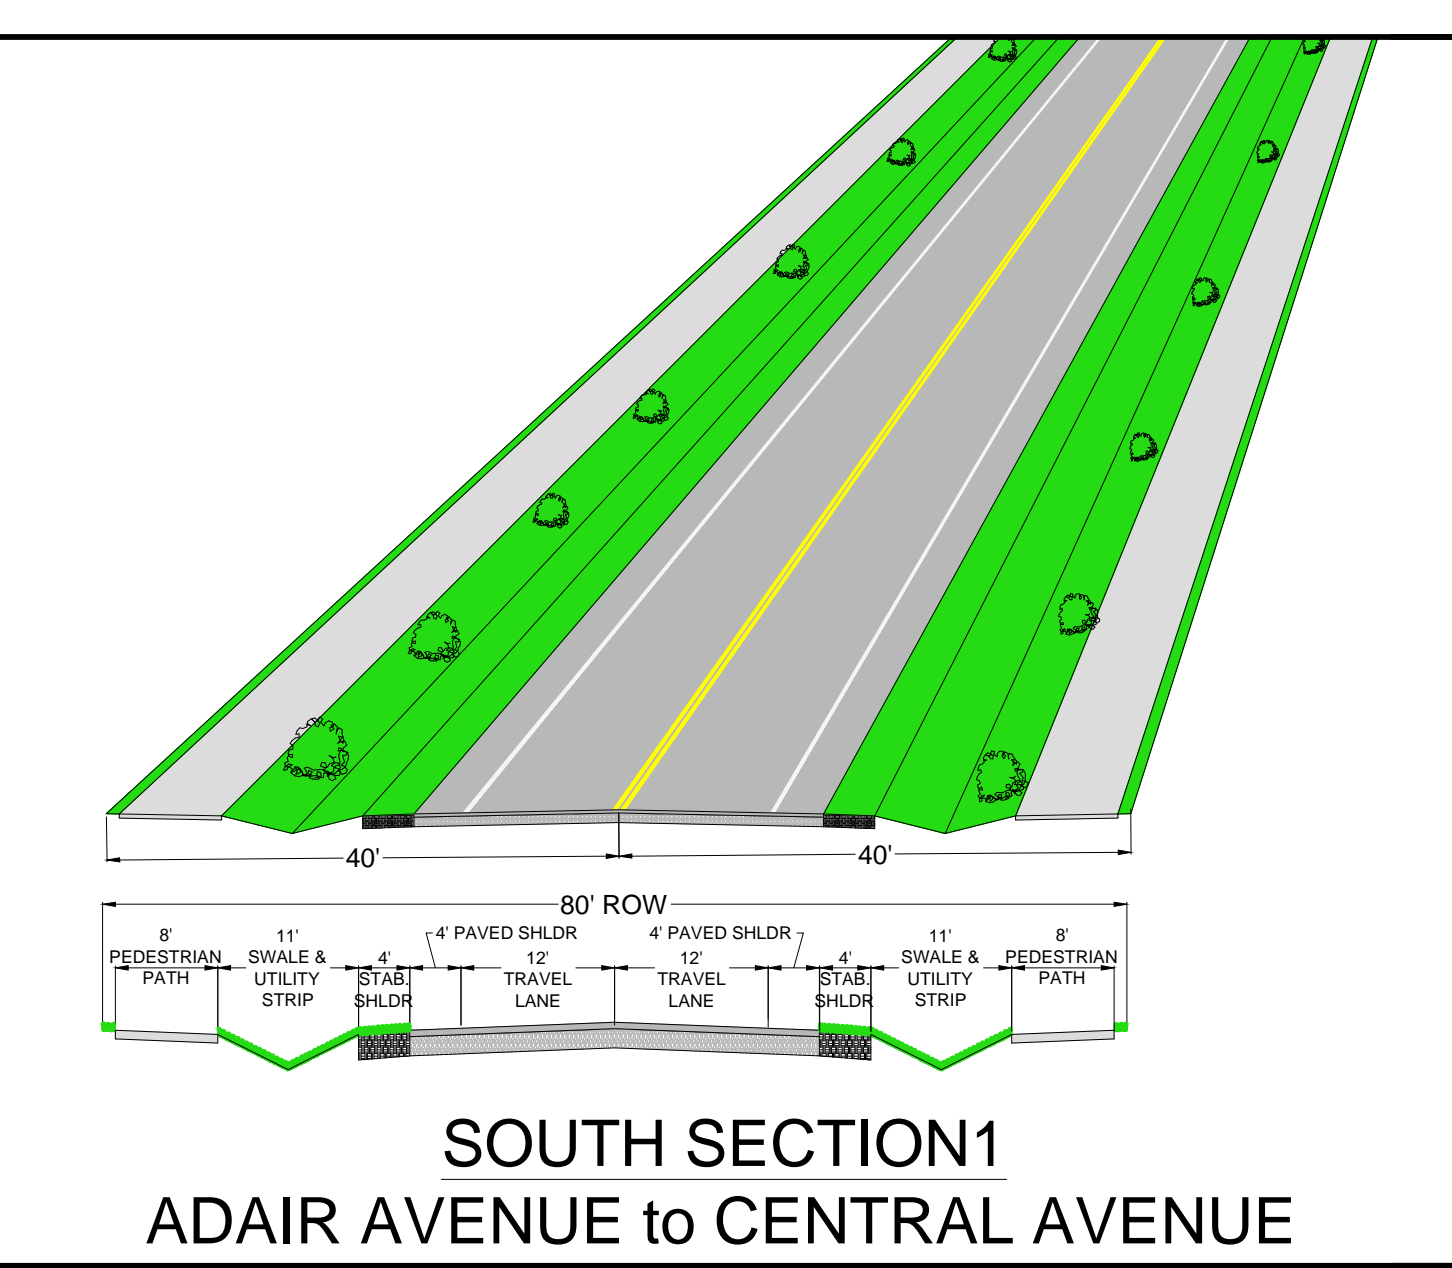 40' 40'
80' ROW
4' PAVED SHLDR 4' PAVED SHLDR
8'
PEDESTRIAN
PATH
11'
SWALE &
UTILITY
STRIP
4'
STAB.
SHLDR
12'
TRAVEL
LANE
12'
TRAVEL
LANE
4'
STAB.
SHLDR
11'
SWALE &
UTILITY
STRIP
8'
PEDESTRIAN
PATH
SOUTH SECTION1
ADAIR AVENUE to CENTRAL AVENUE